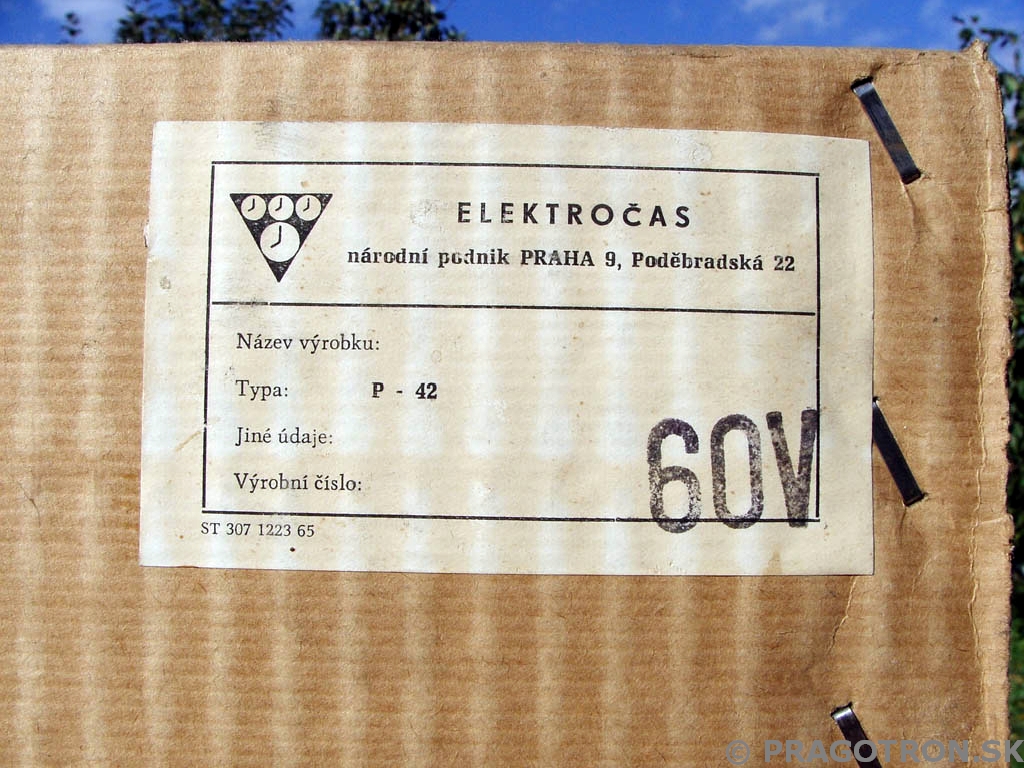 ELEKTROČAS
národní podnik PRAHA 9, Poděbradská 22
Název výrobku:
Typa: P - 42
Jiné údaje:
Výrobní číslo:
60V
ST 307 1223 65
© PRAGOTRON.SK